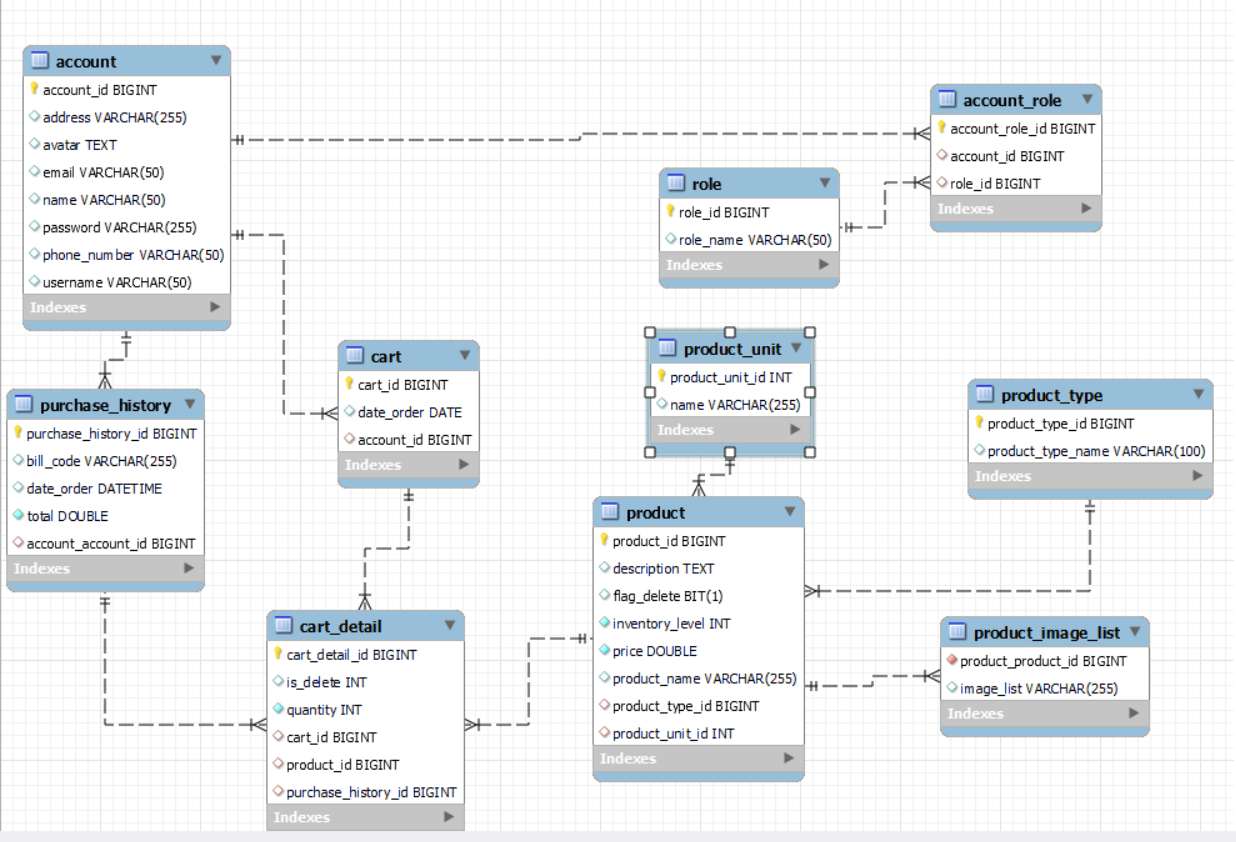 account
account_id BIGINT
address VARCHAR(255)
avatar TEXT
email VARCHAR(50)
name VARCHAR(50)
password VARCHAR(255)
phone_number VARCHAR(50)
username VARCHAR(50)
Indexes
account_role
account_role_id BIGINT
account_id BIGINT
role_id BIGINT
Indexes
role
role_id BIGINT
role_name VARCHAR(50)
Indexes
cart
cart_id BIGINT
date_order DATE
account_id BIGINT
Indexes
product_unit
product_unit_id INT
name VARCHAR(255)
Indexes
product_type
product_type_id BIGINT
product_type_name VARCHAR(100)
Indexes
purchase_history
purchase_history_id BIGINT
bill_code VARCHAR(255)
date_order DATETIME
total DOUBLE
account_account_id BIGINT
Indexes
product
product_id BIGINT
description TEXT
flag_delete BIT(1)
inventory_level INT
price DOUBLE
product_name VARCHAR(255)
product_type_id BIGINT
product_unit_id INT
Indexes
cart_detail
cart_detail_id BIGINT
is_delete INT
quantity INT
cart_id BIGINT
product_id BIGINT
purchase_history_id BIGINT
Indexes
product_image_list
product_product_id BIGINT
image_list VARCHAR(255)
Indexes